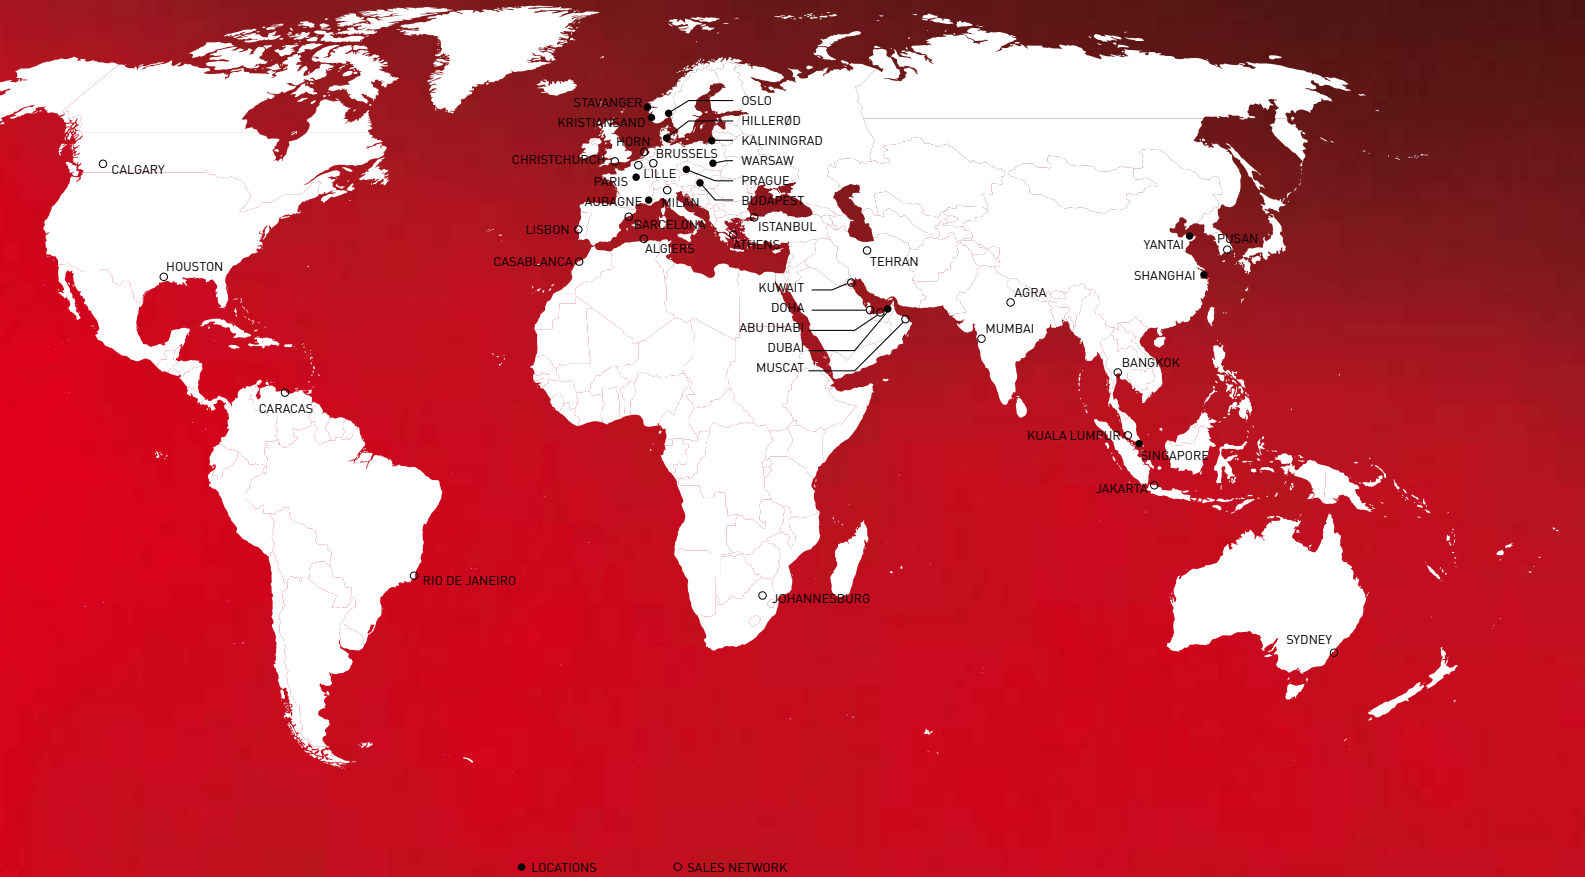 STAVANGER
OSLO
KRISTIANSAND
HILLERØD
HORN
KALININGRAD
CHRISTCHURCH
BRUSSELS
WARSAW
CALGARY
LILLE
PARIS
PRAGUE
AUBAGNE
MILAN
BUDAPEST
LISBON
BARCELONA
ISTANBUL
ALGIERS
ATHENS
YANTAI
PUSAN
CASABLANCA
TEHRAN
HOUSTON
SHANGHAI
KUWAIT
AGRA
DOHA
ABU DHABI
MUMBAI
DUBAI
MUSCAT
BANGKOK
CARACAS
KUALA LUMPUR
SINGAPORE
JAKARTA
RIO DE JANEIRO
JOHANNESBURG
SYDNEY
LOCATIONS
SALES NETWORK